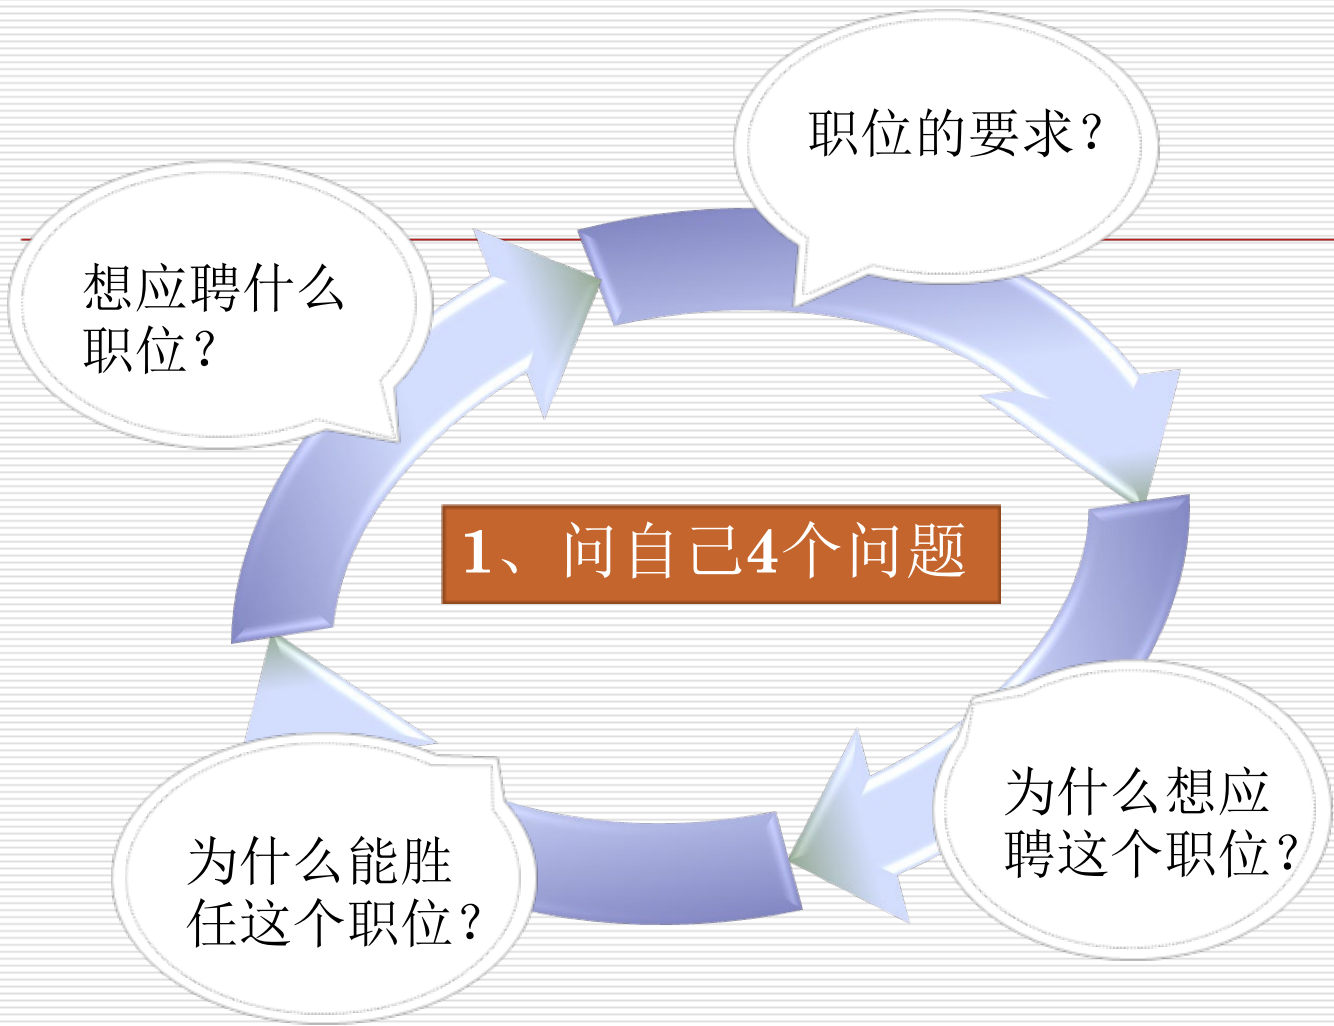 职位的要求？
想应聘什么
职位？
1、问自己4个问题
为什么想应
聘这个职位？
为什么能胜
任这个职位？